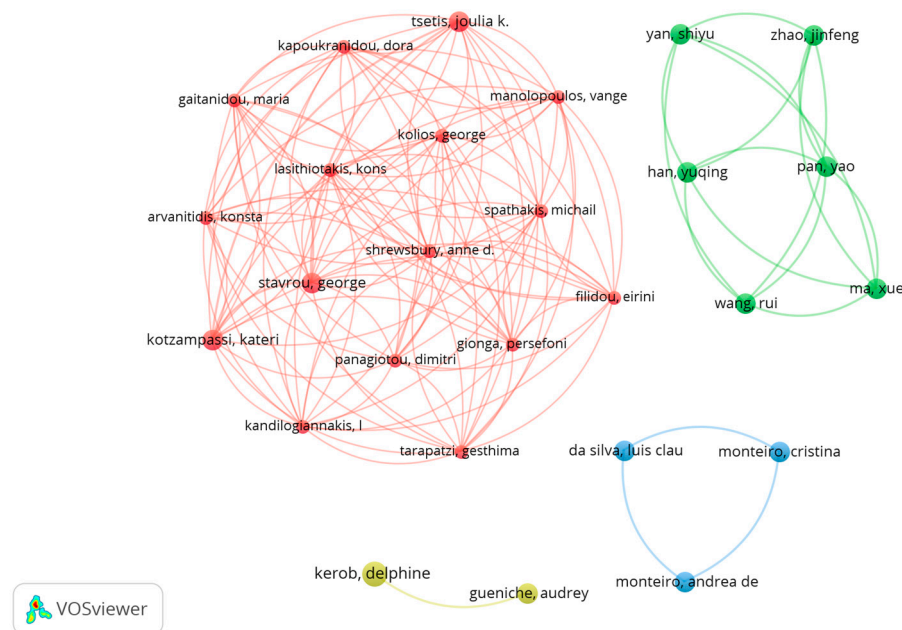 tsetis, joulia k.
yan, shiyu
zhao, jinfeng
kapoukranidou, dora
gaitanidou, maria
manolopoulos, vange
kolios, george
lasithiotakis, kons
han, yuqing
pan, yao
arvanitidis, konsta
spathakis, michail
shrewsbury, anne d.
stavrou, george
filidou, eirini
ma, xue
wang, rui
kotzampassi, kateri
gionga, persefoni
panagiotou, dimitri
kandilogiannakis, l
tarapatzi, gesthima
da silva, luis clau
monteiro, cristina
kerob, delphine
monteiro, andrea de
gueniche, audrey
VOSviewer